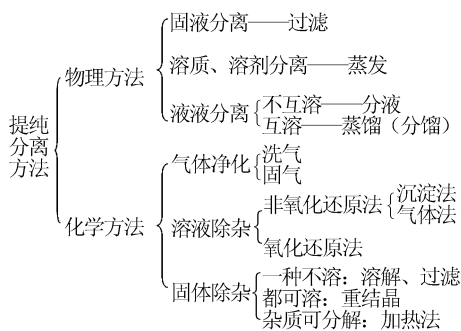 提纯
分离
方法
物理方法
固液分离——过滤
溶质、溶剂分离——蒸发
液液分离
不互溶——分液
互溶——蒸馏（分馏）
化学方法
气体净化
洗气
固气
溶液除杂
非氧化还原法
沉淀法
气体法
氧化还原法
固体除杂
一种不溶：溶解、过滤
都可溶：重结晶
杂质可分解：加热法